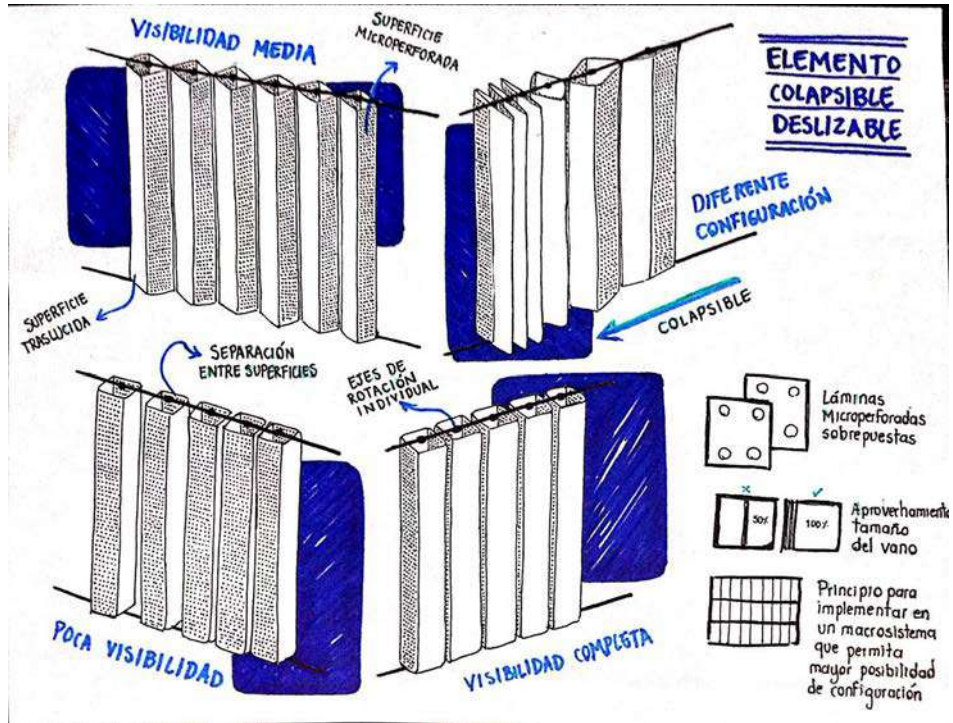 VISIBILIDAD MEDIA
SUPERFICIE
MICROPERFORADA
ELEMENTO
COLAPSIBLE
DESLIZABLE
DIFERENTE
CONFIGURACIÓN
COLAPSIBLE
SUPERFICIE
TRASLUCIDA
SEPARACIÓN
ENTRE SUPERFICIES
EJES DE
ROTACIÓN
INDIVIDUAL
POCA VISIBILIDAD
VISIBILIDAD COMPLETA
Láminas
Microperforadas
sobrepuestas
50%
100%
Aprovechamiento
tamaño
del vano
Principio para
implementar en
un macrosistema
que permita
mayor posibilidad
de configuración